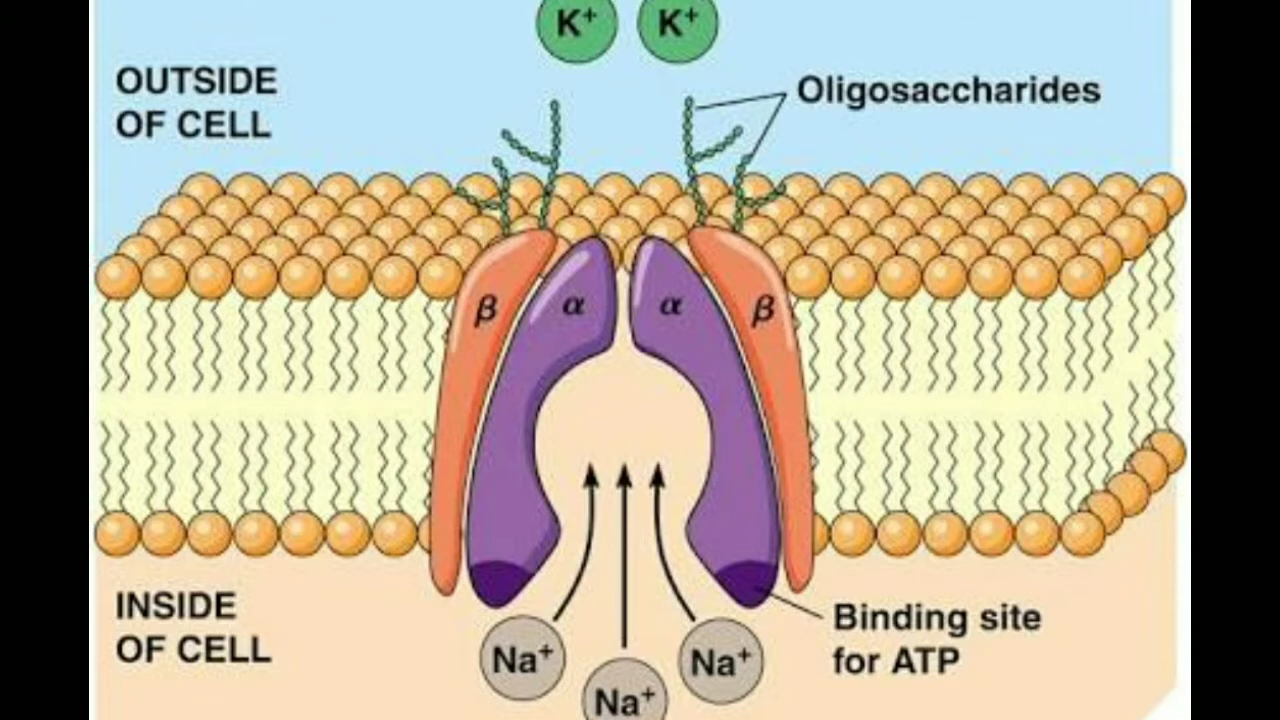 K⁺ K⁺
OUTSIDE
OF CELL
Oligosaccharides
β α α β
INSIDE
OF CELL
Binding site
for ATP
Na⁺ Na⁺
Na⁺